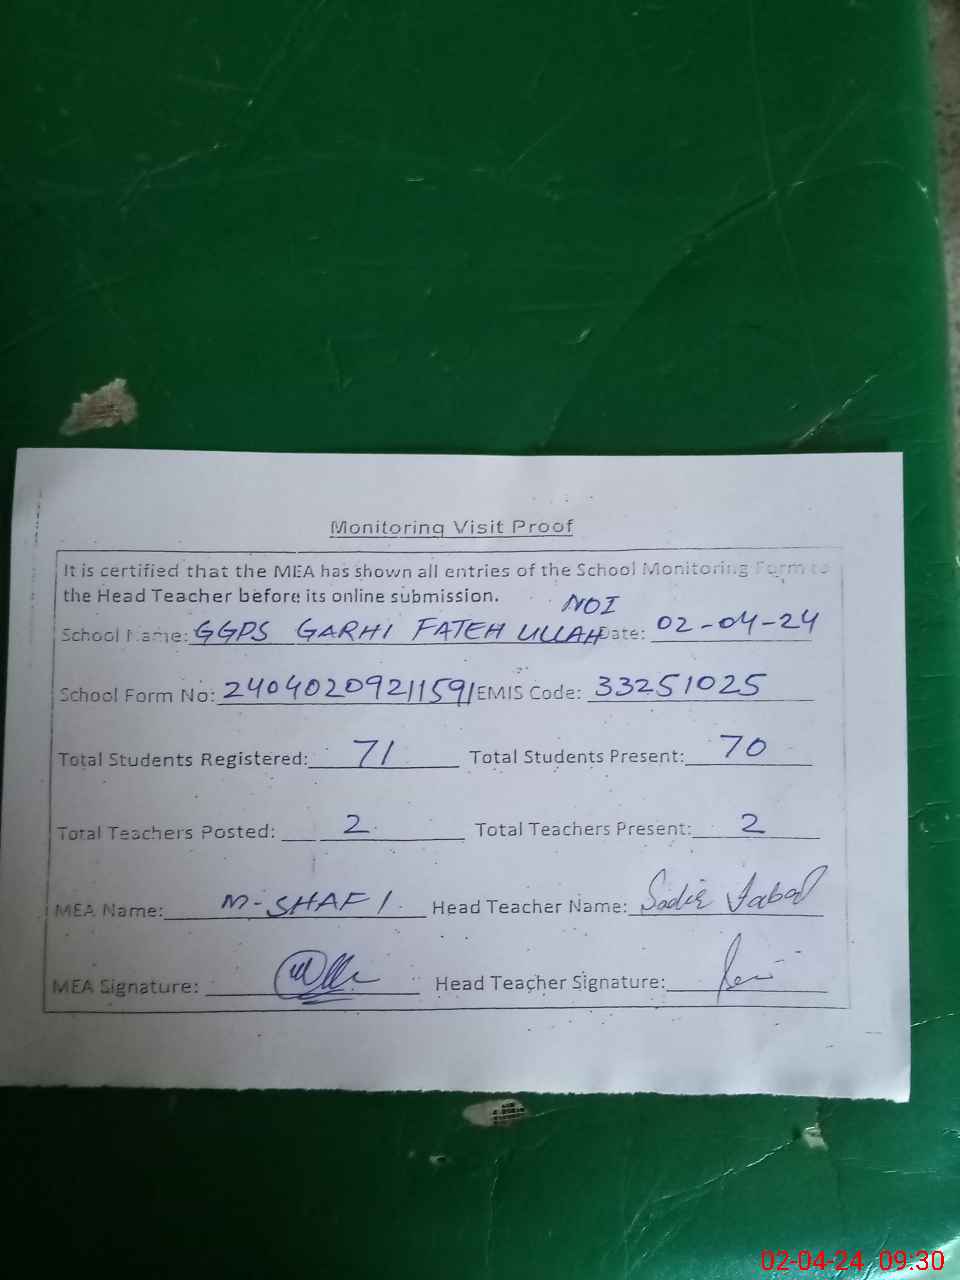 Monitoring Visit Proof
It is certified that the MEA has shown all entries of the School Monitoring Form to
the Head Teacher before its online submission.
NOI
School Name: GGPS GARHI FATEH ULLAH Date: 02-04-24
School Form No: 24040209211591 EMIS Code: 33251025
Total Students Registered: 71 Total Students Present: 70
Total Teachers Posted: 2 Total Teachers Present: 2
MEA Name: M-SHAFI Head Teacher Name:
MEA Signature: Head Teacher Signature:
02-04-24 09:30